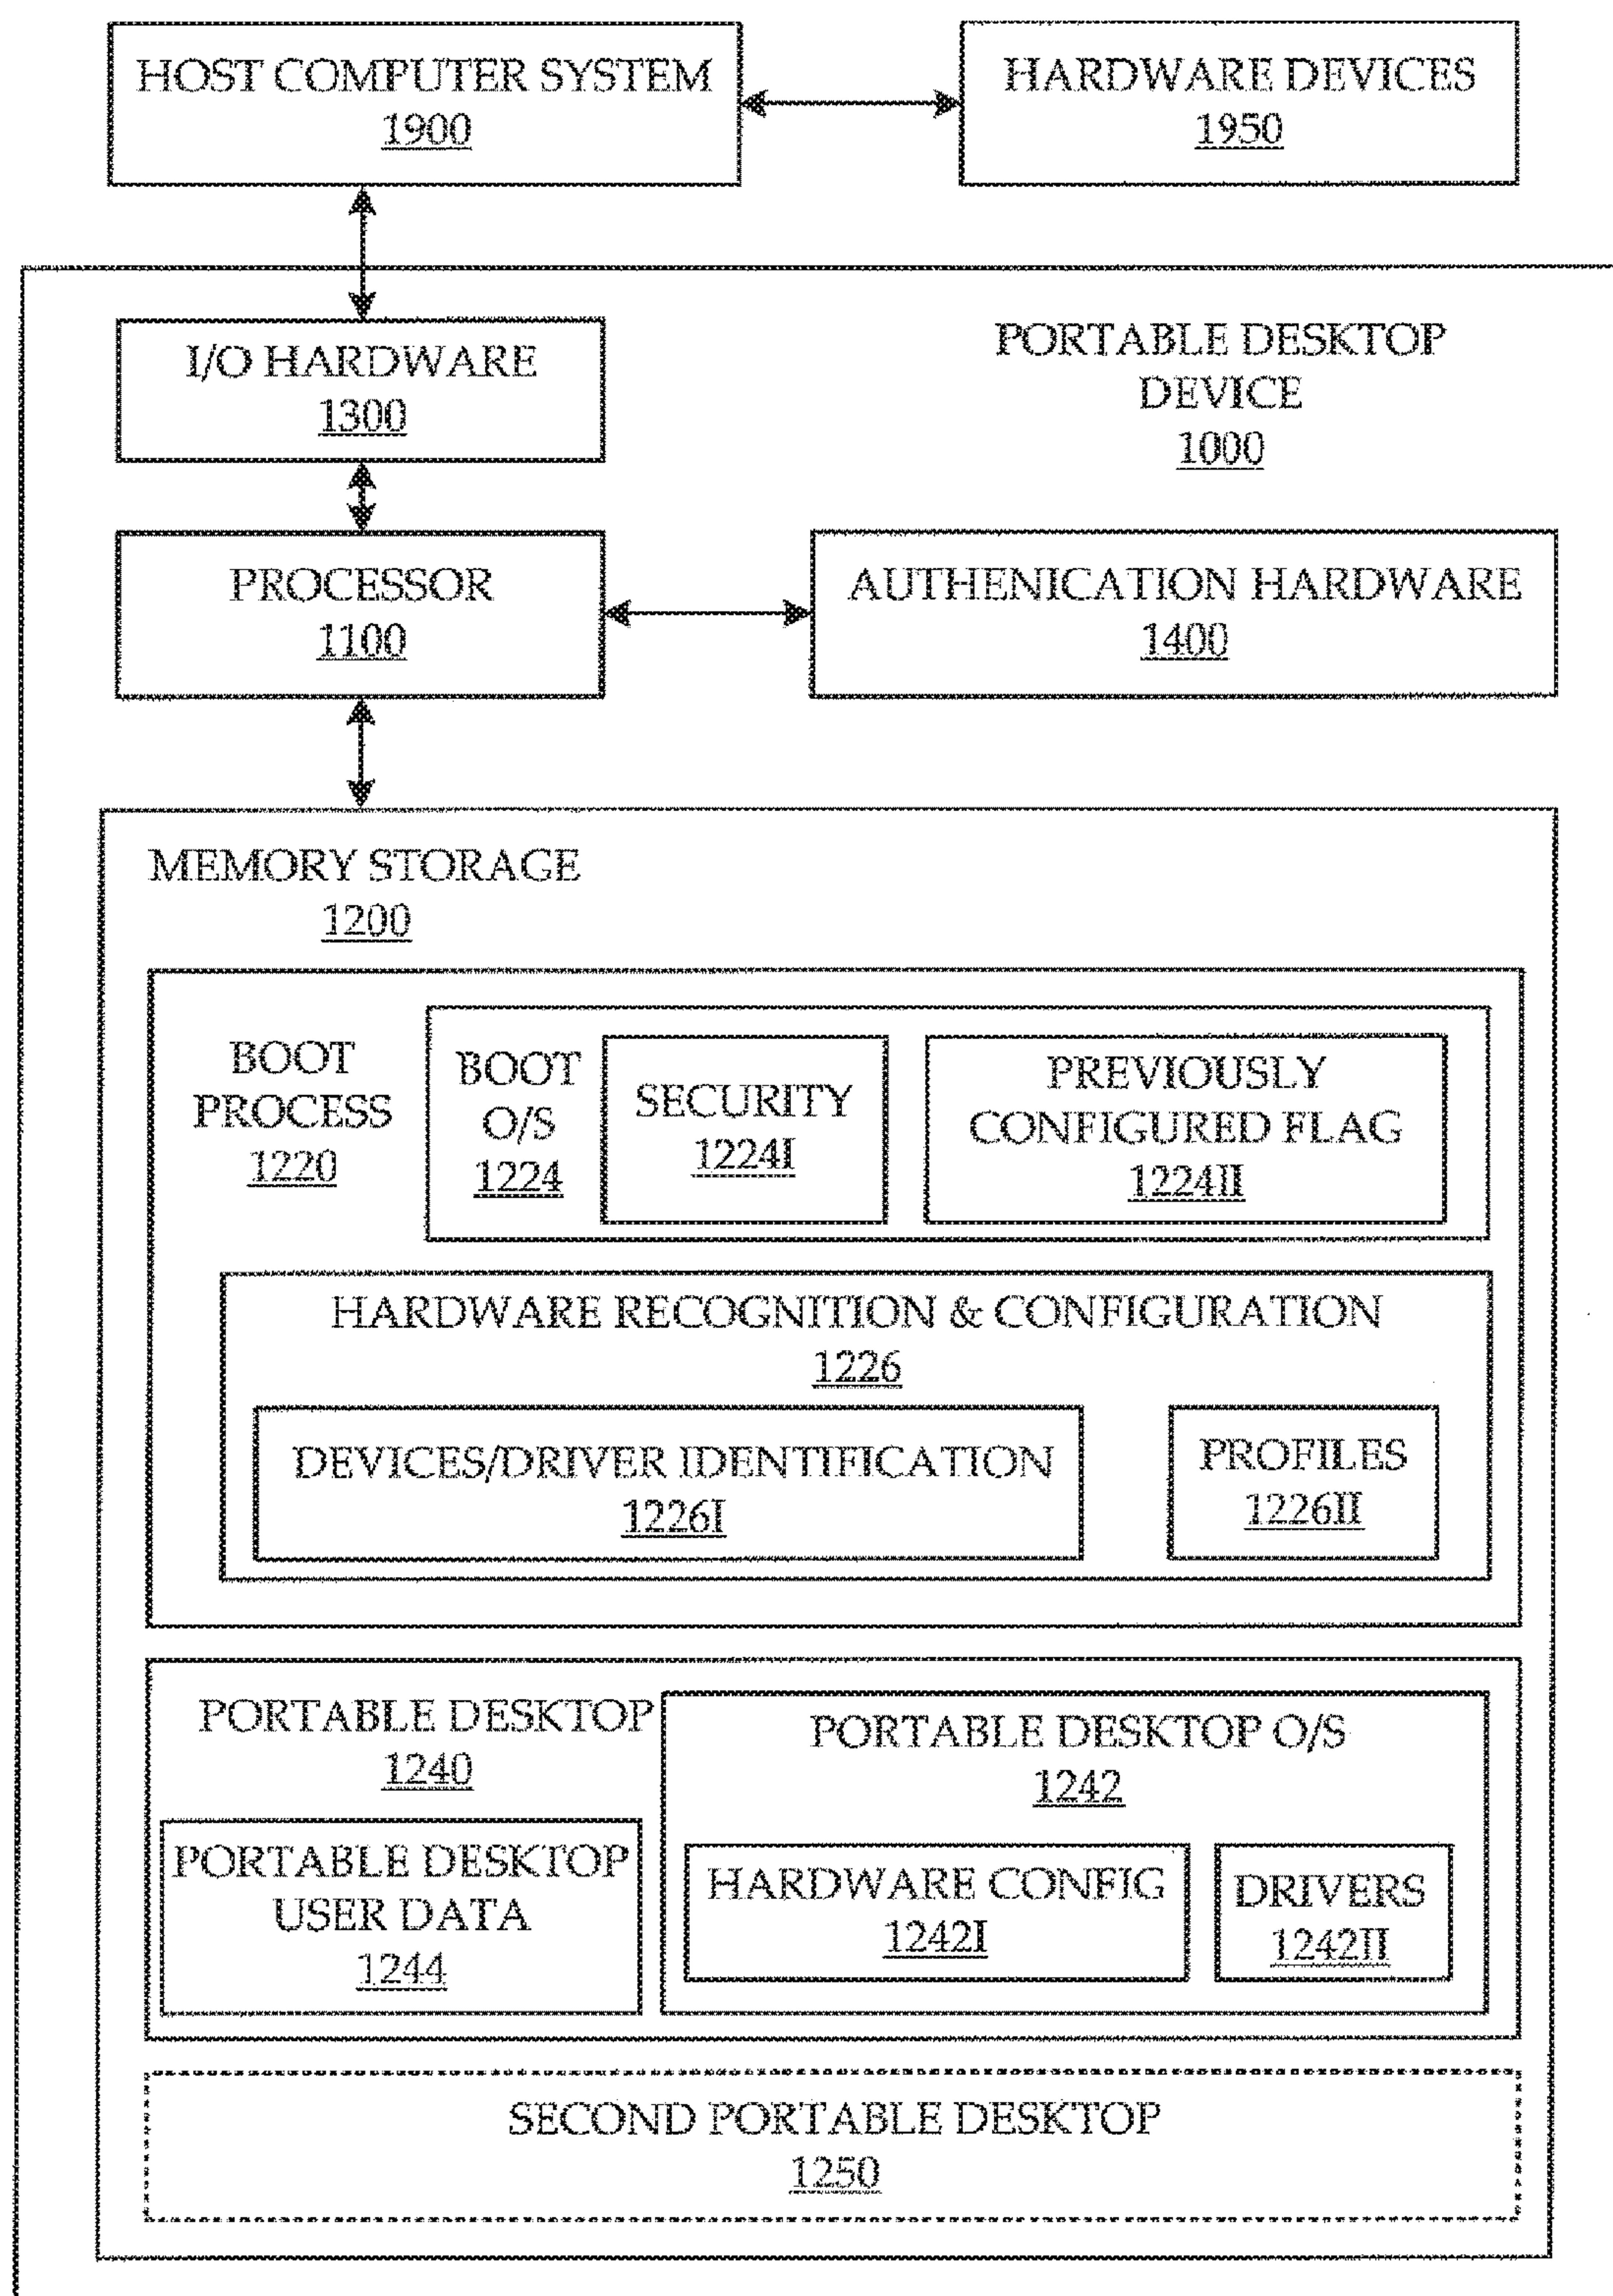 HOST COMPUTER SYSTEM
1900
HARDWARE DEVICES
1950
I/O HARDWARE
1300
PORTABLE DESKTOP
DEVICE
1000
PROCESSOR
1100
AUTHENICATION HARDWARE
1400
MEMORY STORAGE
1200
BOOT
PROCESS
1220
BOOT
O/S
1224
SECURITY
1224I
PREVIOUSLY
CONFIGURED FLAG
1224II
HARDWARE RECOGNITION & CONFIGURATION
1226
DEVICES/DRIVER IDENTIFICATION
1226I
PROFILES
1226II
PORTABLE DESKTOP
1240
PORTABLE DESKTOP
USER DATA
1244
PORTABLE DESKTOP O/S
1242
HARDWARE CONFIG
1242I
DRIVERS
1242II
SECOND PORTABLE DESKTOP
1250